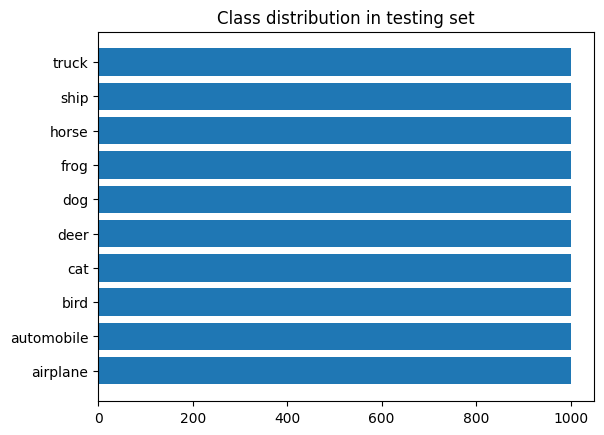 Class distribution in testing set
truck
ship
horse
frog
dog
deer
cat
bird
automobile
airplane
0 200 400 600 800 1000